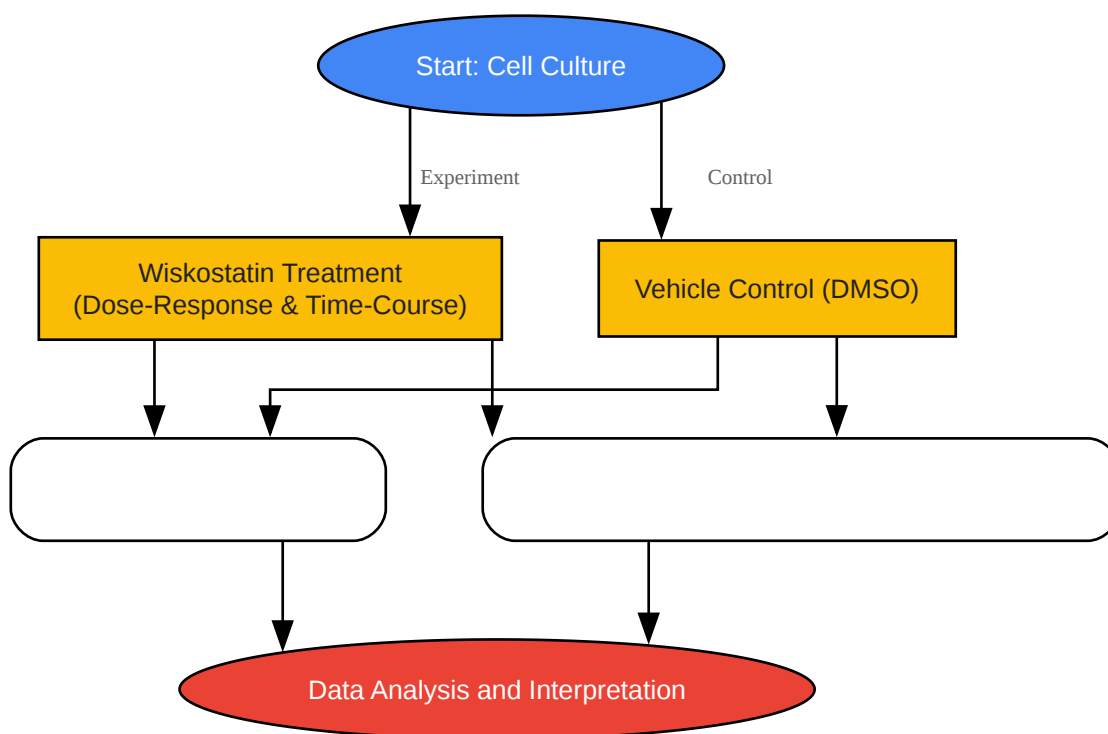 Start: Cell Culture
Experiment
Control
Wiskostatin Treatment
(Dose-Response & Time-Course)
Vehicle Control (DMSO)
Data Analysis and Interpretation